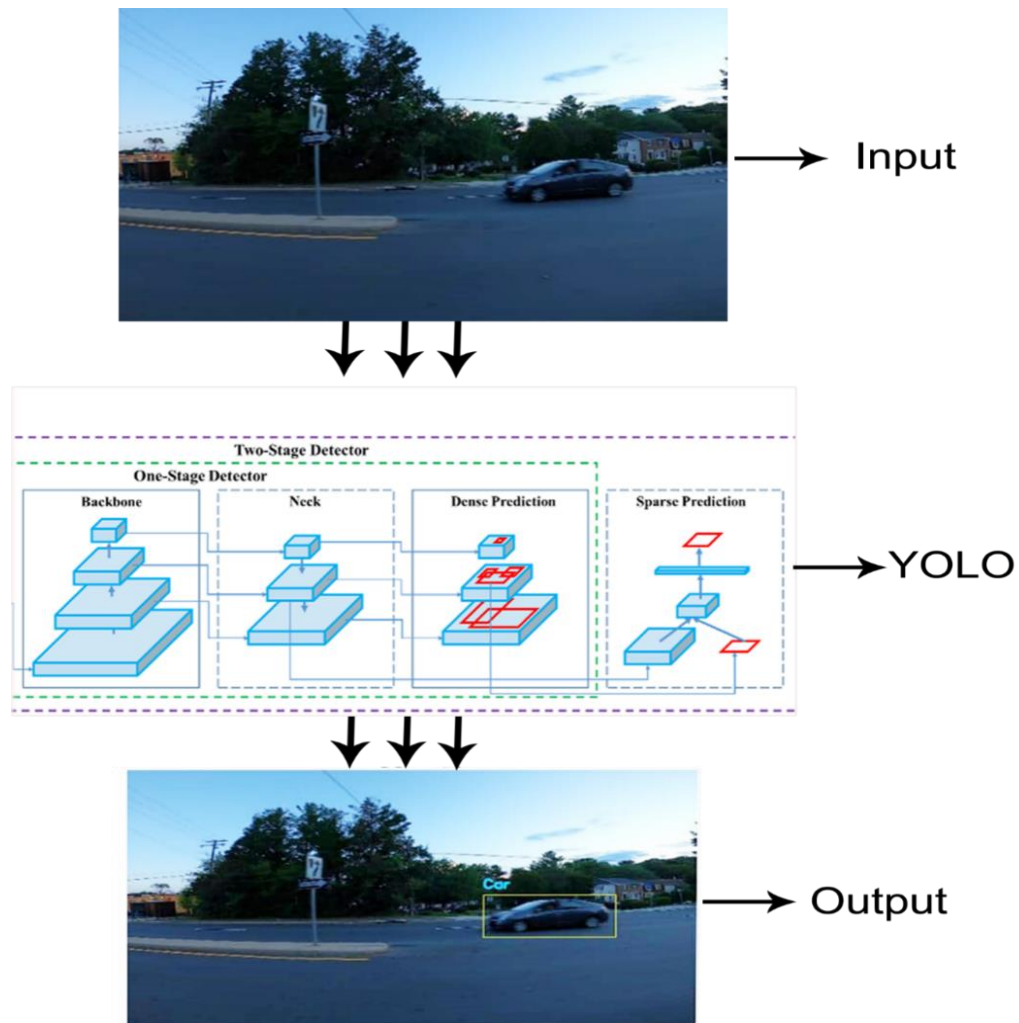 Input
Two-Stage Detector
One-Stage Detector
Backbone
Neck
Dense Prediction
Sparse Prediction
YOLO
Car
Output